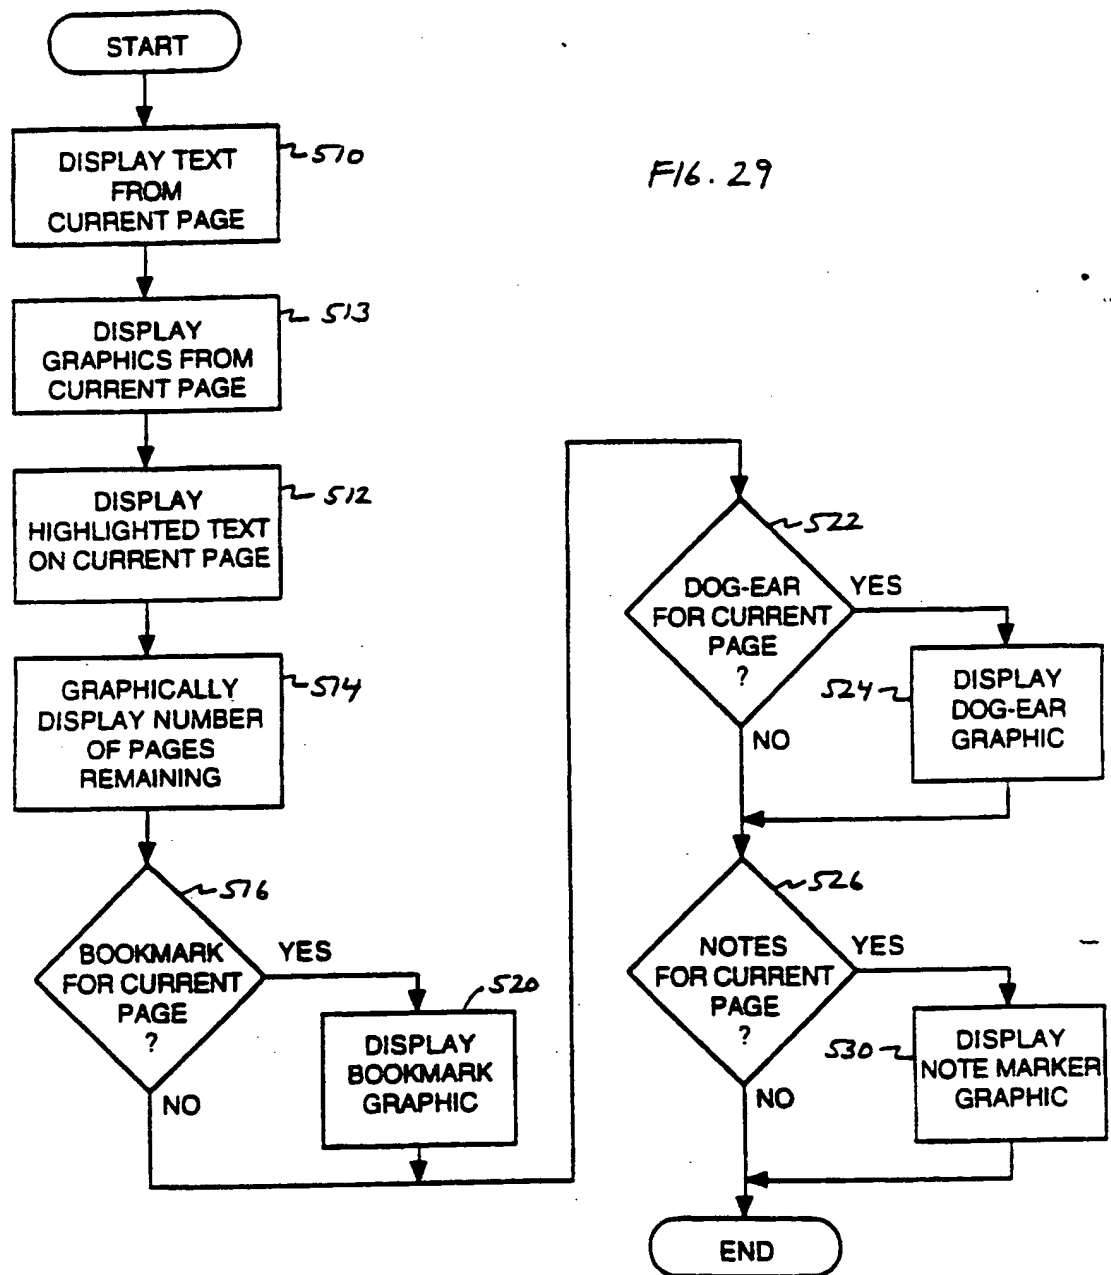 START
DISPLAY TEXT
FROM
CURRENT PAGE
510
FIG. 29
DISPLAY
GRAPHICS FROM
CURRENT PAGE
513
DISPLAY
HIGHLIGHTED TEXT
ON CURRENT PAGE
512
GRAPHICALLY
DISPLAY NUMBER
OF PAGES
REMAINING
514
516
BOOKMARK
FOR CURRENT
PAGE
?
YES
NO
520
DISPLAY
BOOKMARK
GRAPHIC
522
DOG-EAR
FOR CURRENT
PAGE
?
YES
NO
524
DISPLAY
DOG-EAR
GRAPHIC
526
NOTES
FOR CURRENT
PAGE
?
YES
NO
530
DISPLAY
NOTE MARKER
GRAPHIC
END